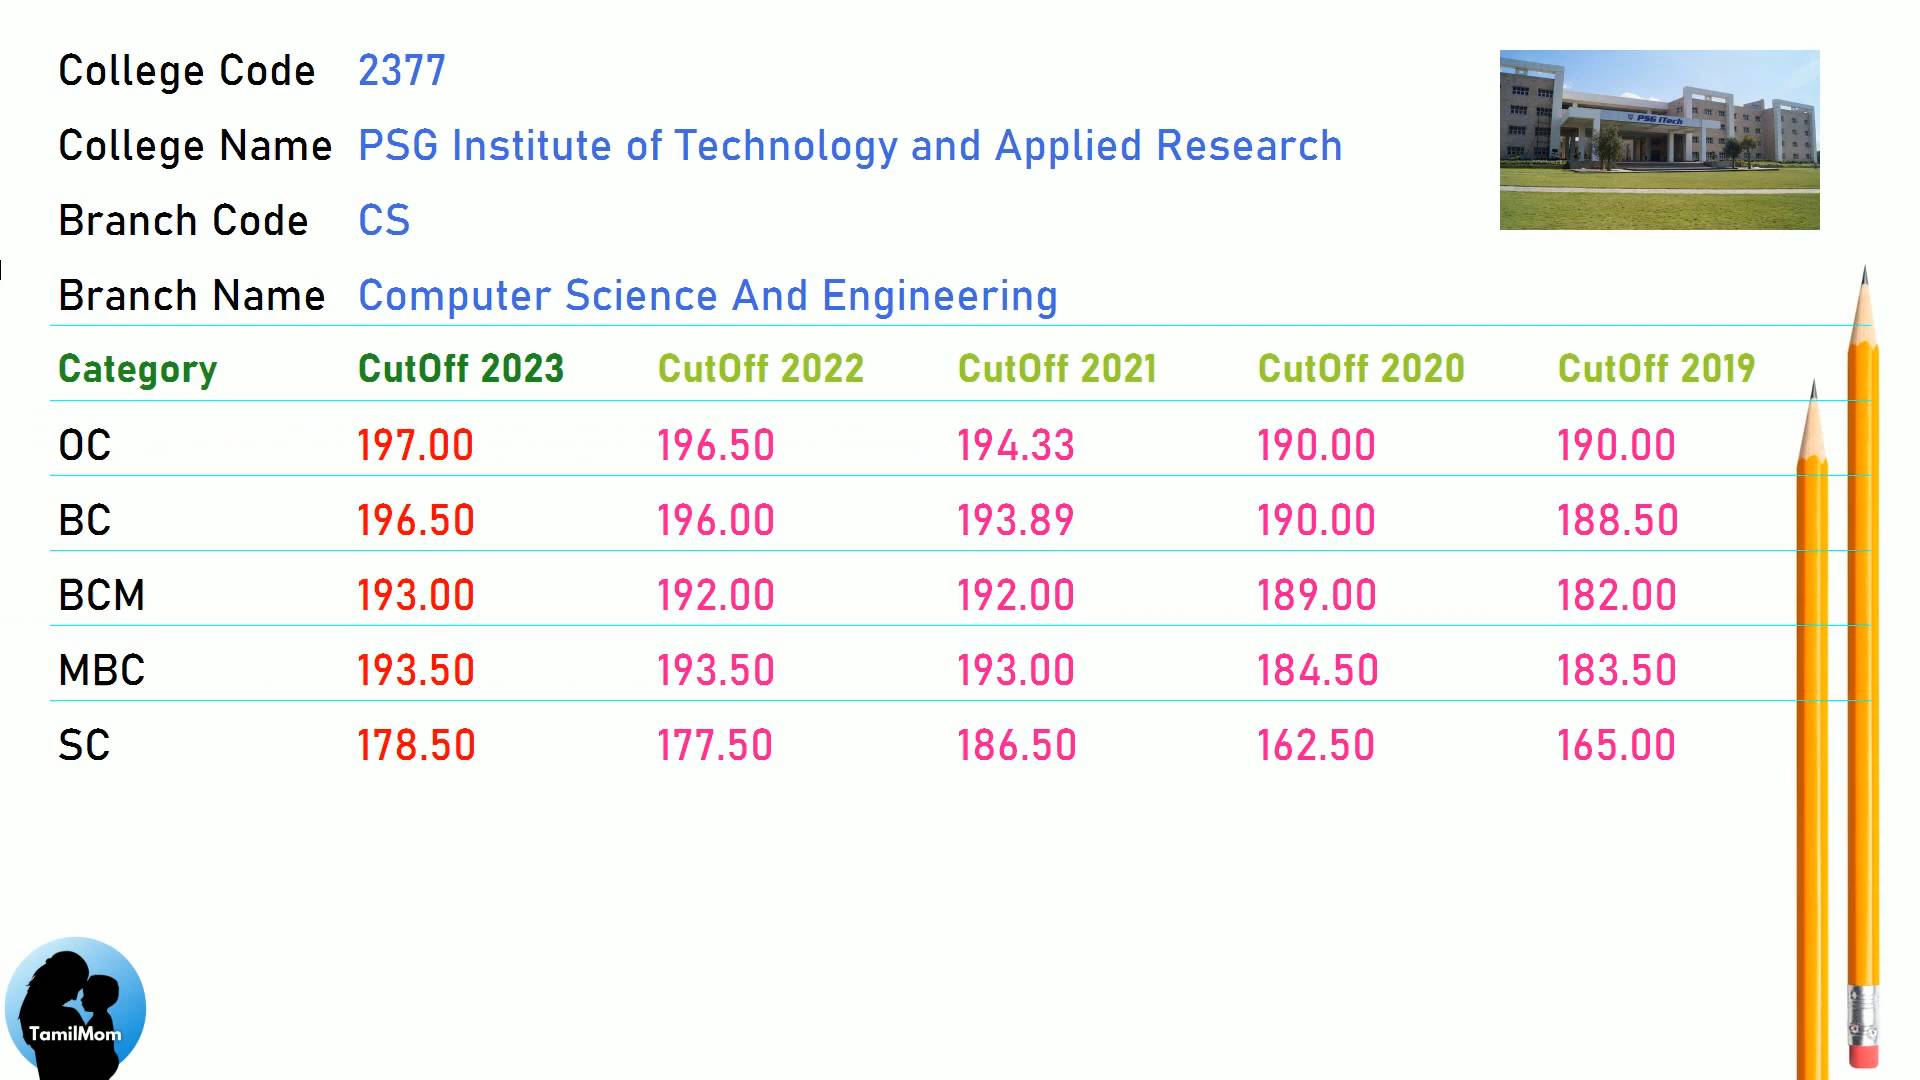 College Code 2377
College Name PSG Institute of Technology and Applied Research
Branch Code CS
Branch Name Computer Science And Engineering
PSG iTech
Category CutOff 2023 CutOff 2022 CutOff 2021 CutOff 2020 CutOff 2019
OC 197.00 196.50 194.33 190.00 190.00
BC 196.50 196.00 193.89 190.00 188.50
BCM 193.00 192.00 192.00 189.00 182.00
MBC 193.50 193.50 193.00 184.50 183.50
SC 178.50 177.50 186.50 162.50 165.00
TamilMom